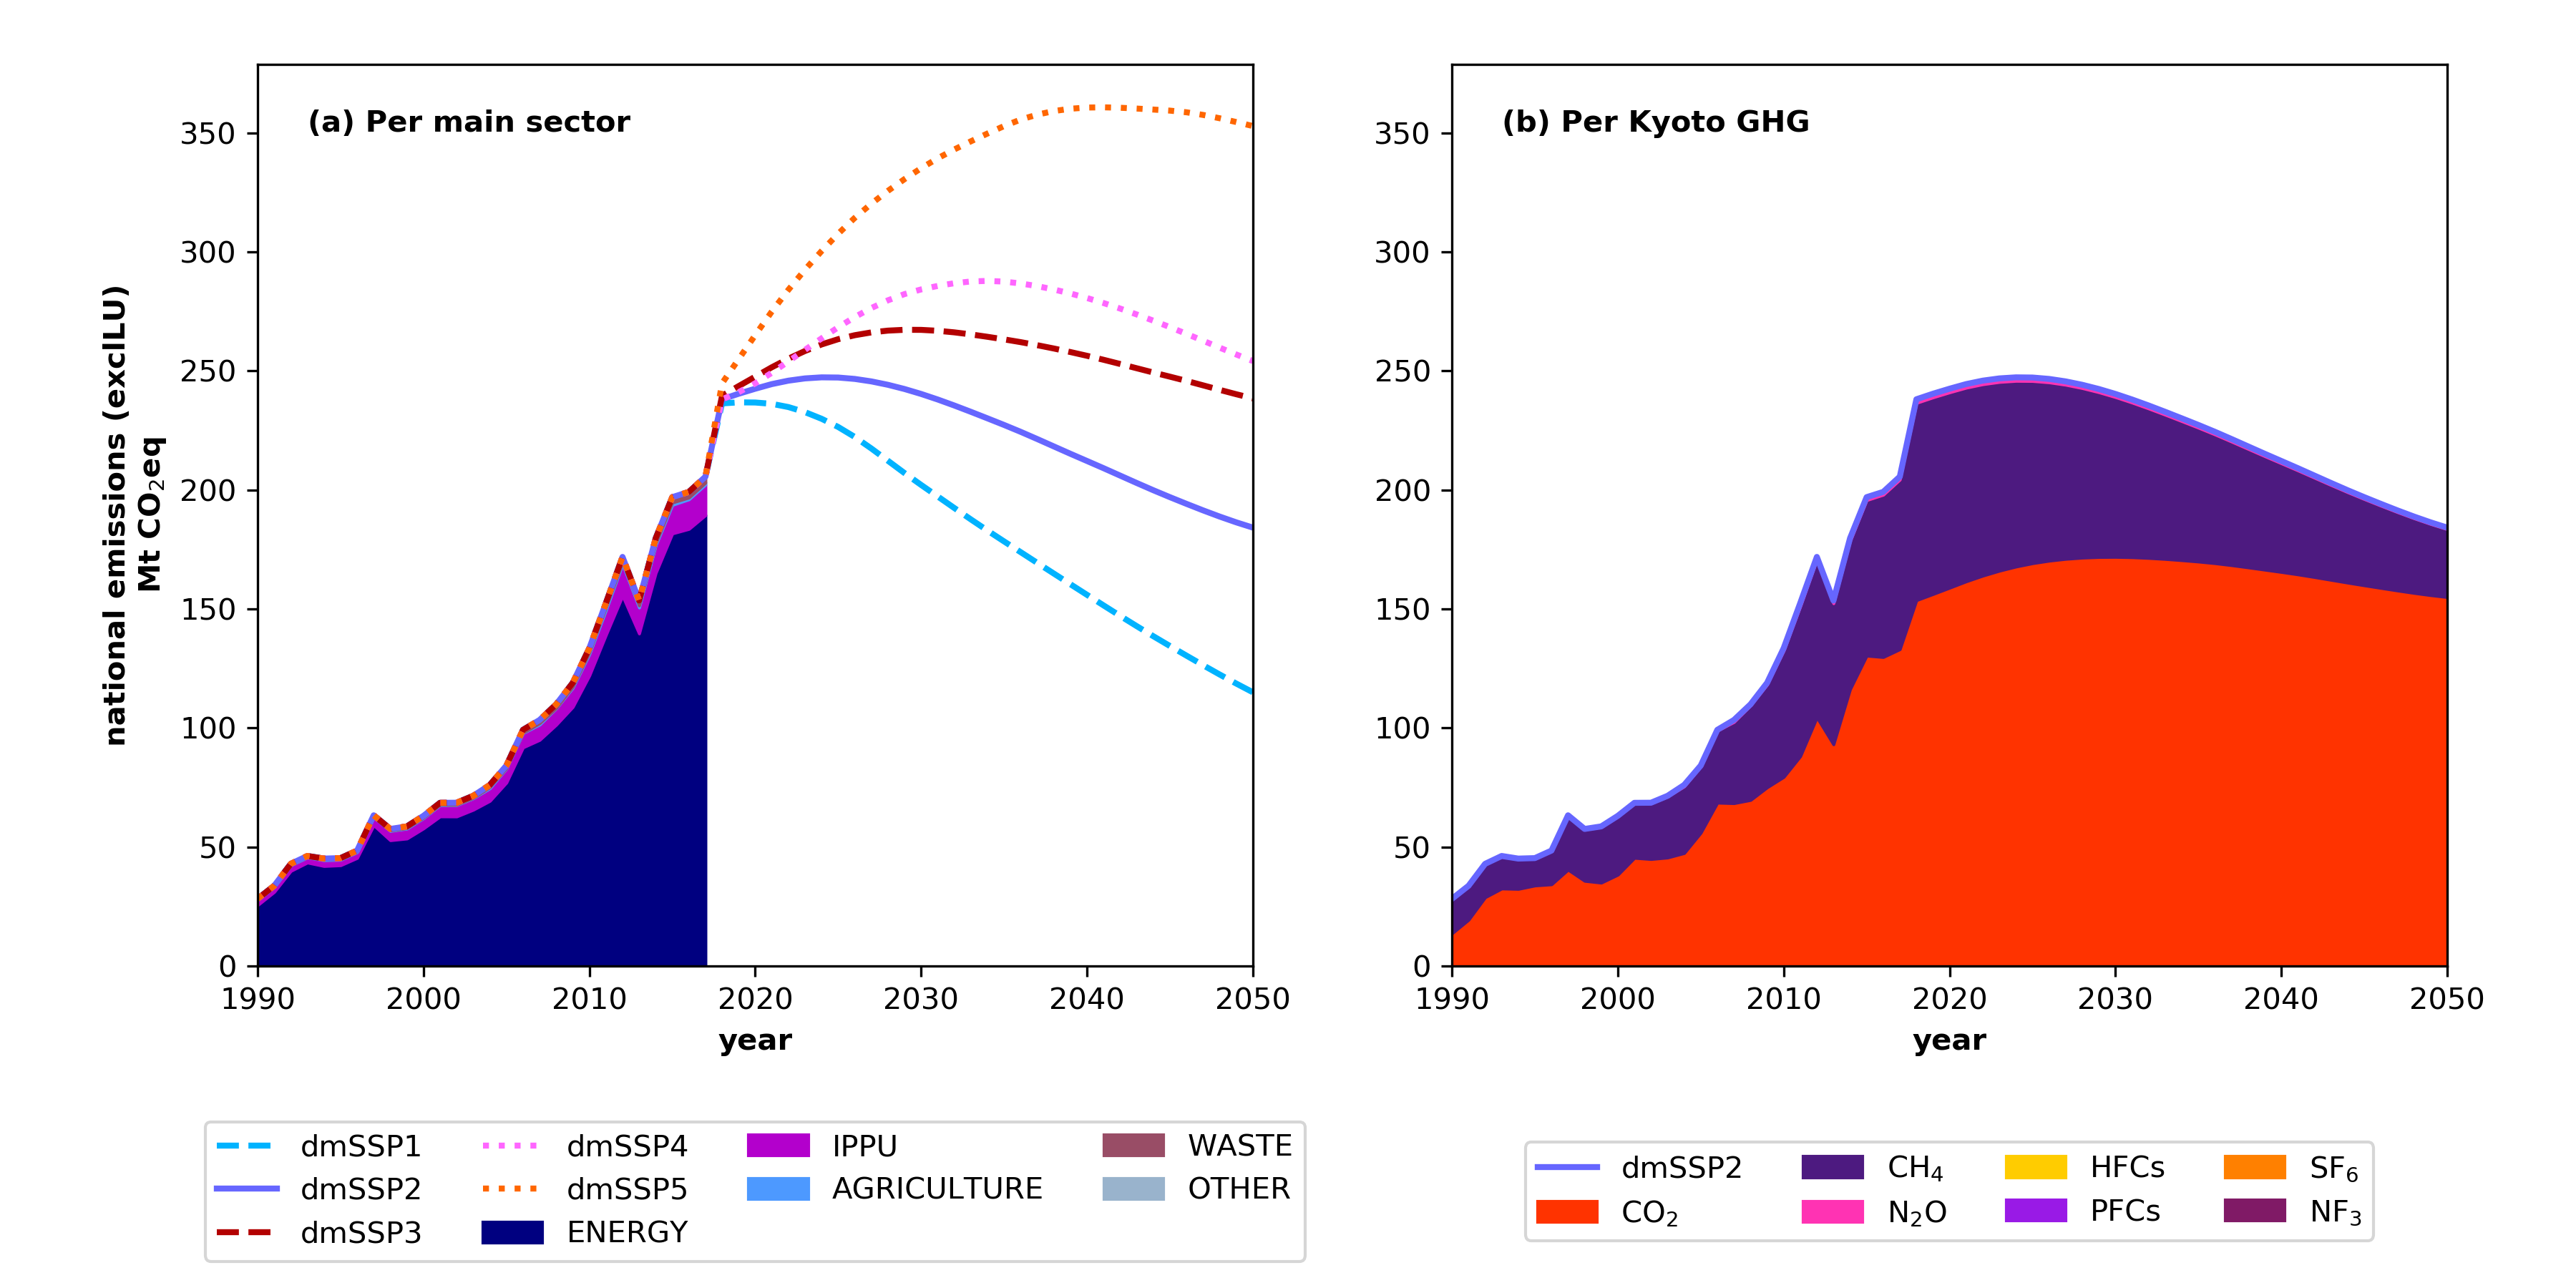 (a) Per main sector
national emissions (exclLU)
Mt CO₂eq
350
300
250
200
150
100
50
0
1990 2000 2010 2020 2030 2040 2050
year
dmSSP1 dmSSP4 IPPU WASTE
dmSSP2 dmSSP5 AGRICULTURE OTHER
dmSSP3 ENERGY
(b) Per Kyoto GHG
350
300
250
200
150
100
50
0
1990 2000 2010 2020 2030 2040 2050
year
dmSSP2 CH₄ HFCs SF₆
CO₂ N₂O PFCs NF₃